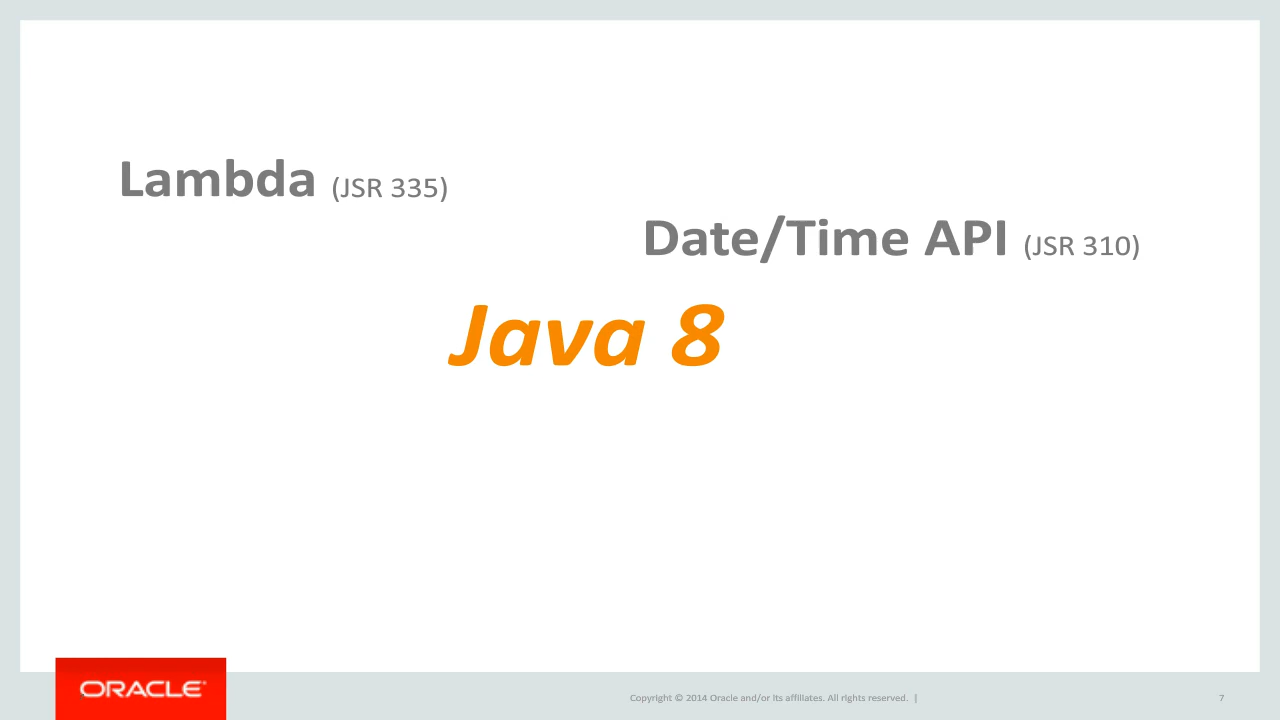 Lambda (JSR 335)
Date/Time API (JSR 310)
Java 8
ORACLE®
Copyright © 2014 Oracle and/or its affiliates. All rights reserved. |
7